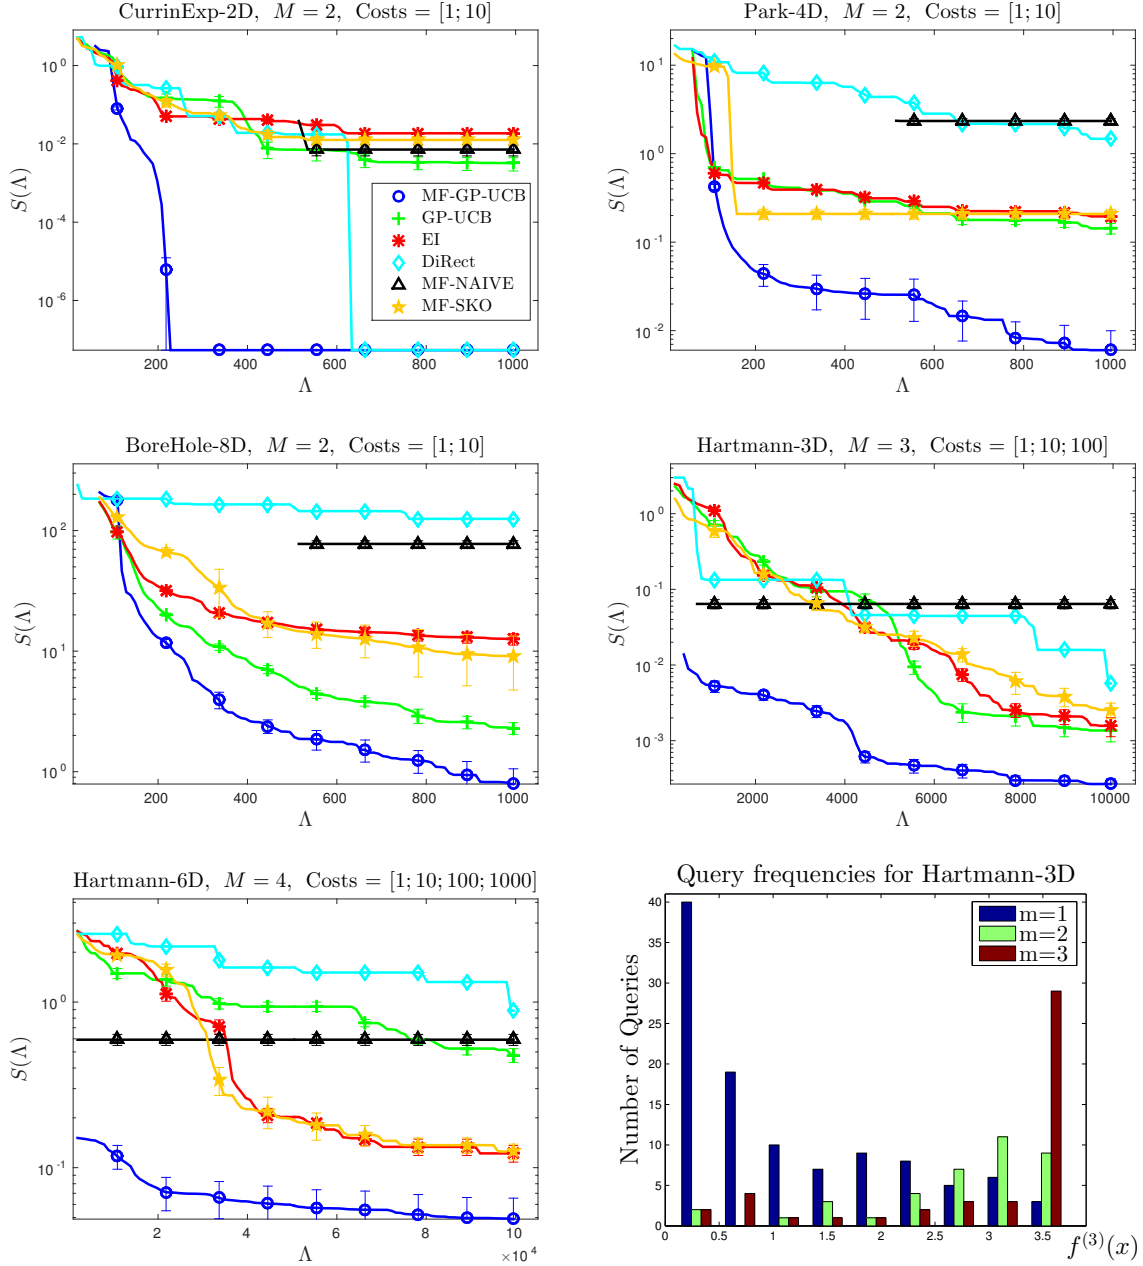 CurrinExp-2D, M = 2, Costs = [1; 10]
S(Λ)
10^0
10^-2
10^-4
10^-6
MF-GP-UCB
GP-UCB
EI
DiRect
MF-NAIVE
MF-SKO
200 400 600 800 1000
Λ
Park-4D, M = 2, Costs = [1; 10]
S(Λ)
10^1
10^0
10^-1
10^-2
200 400 600 800 1000
Λ
BoreHole-8D, M = 2, Costs = [1; 10]
S(Λ)
10^2
10^1
10^0
200 400 600 800 1000
Λ
Hartmann-3D, M = 3, Costs = [1; 10; 100]
S(Λ)
10^0
10^-1
10^-2
10^-3
2000 4000 6000 8000 10000
Λ
Hartmann-6D, M = 4, Costs = [1; 10; 100; 1000]
S(Λ)
10^0
10^-1
0 2 4 6 8 10
×10^4
Λ
Query frequencies for Hartmann-3D
Number of Queries
40
35
30
25
20
15
10
5
0
m=1
m=2
m=3
0 0.5 1 1.5 2 2.5 3 3.5
f^(3)(x)